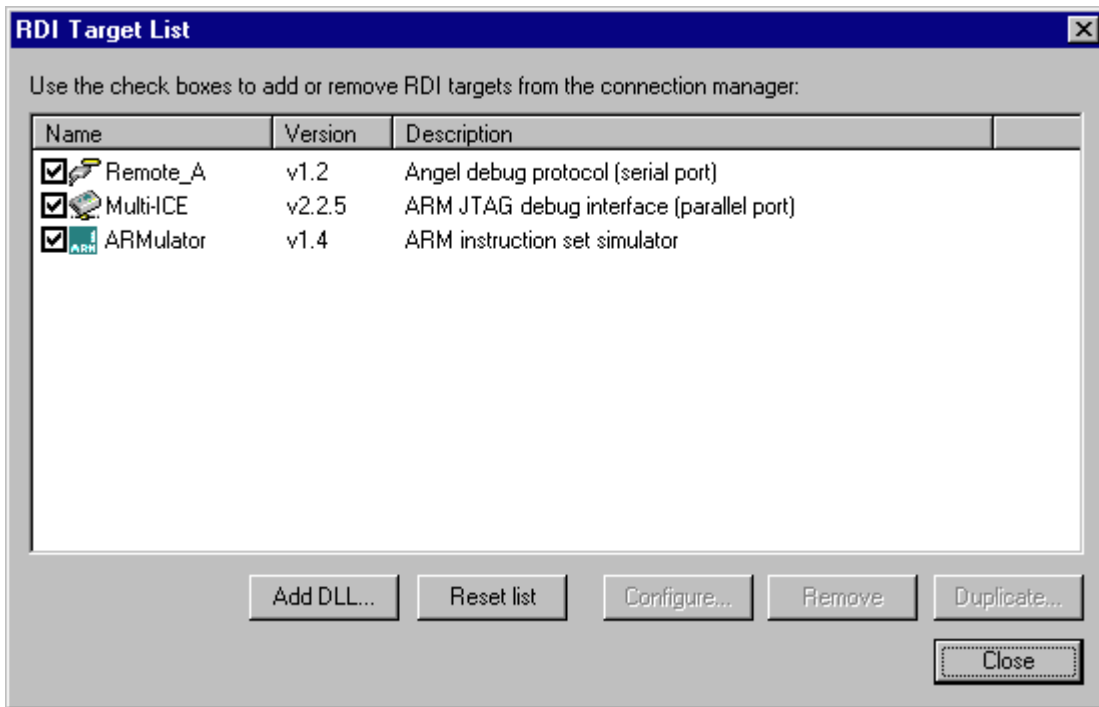 RDI Target List
Use the check boxes to add or remove RDI targets from the connection manager:
Name Version Description
Remote_A v1.2 Angel debug protocol (serial port)
Multi-ICE v2.2.5 ARM JTAG debug interface (parallel port)
ARM ARMulator v1.4 ARM instruction set simulator
Add DLL... Reset list Configure... Remove Duplicate...
Close